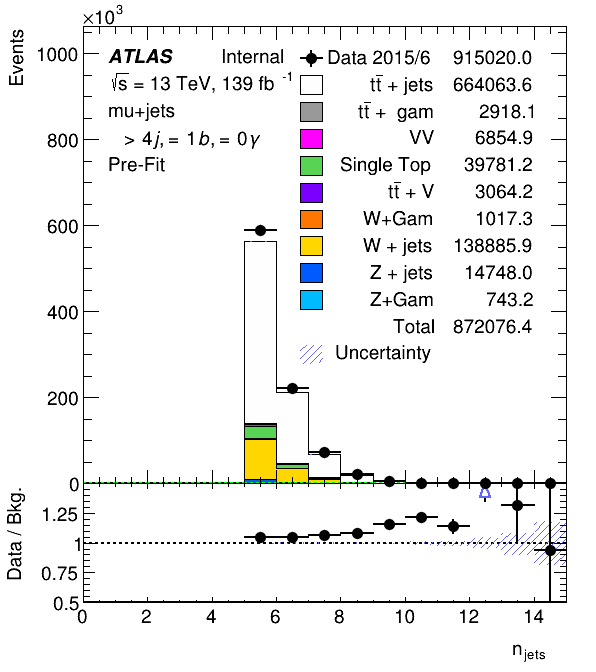 ×10³
Events
1000
800
600
400
200
0
ATLAS Internal
√s = 13 TeV, 139 fb⁻¹
mu+jets
> 4j, = 1b, = 0γ
Pre-Fit
Data 2015/6 915020.0
tt̄ + jets 664063.6
tt̄ + gam 2918.1
VV 6854.9
Single Top 39781.2
tt̄ + V 3064.2
W+Gam 1017.3
W + jets 138885.9
Z + jets 14748.0
Z+Gam 743.2
Total 872076.4
Uncertainty
Data / Bkg.
1.25
1
0.75
0.5
0 2 4 6 8 10 12 14
n_jets